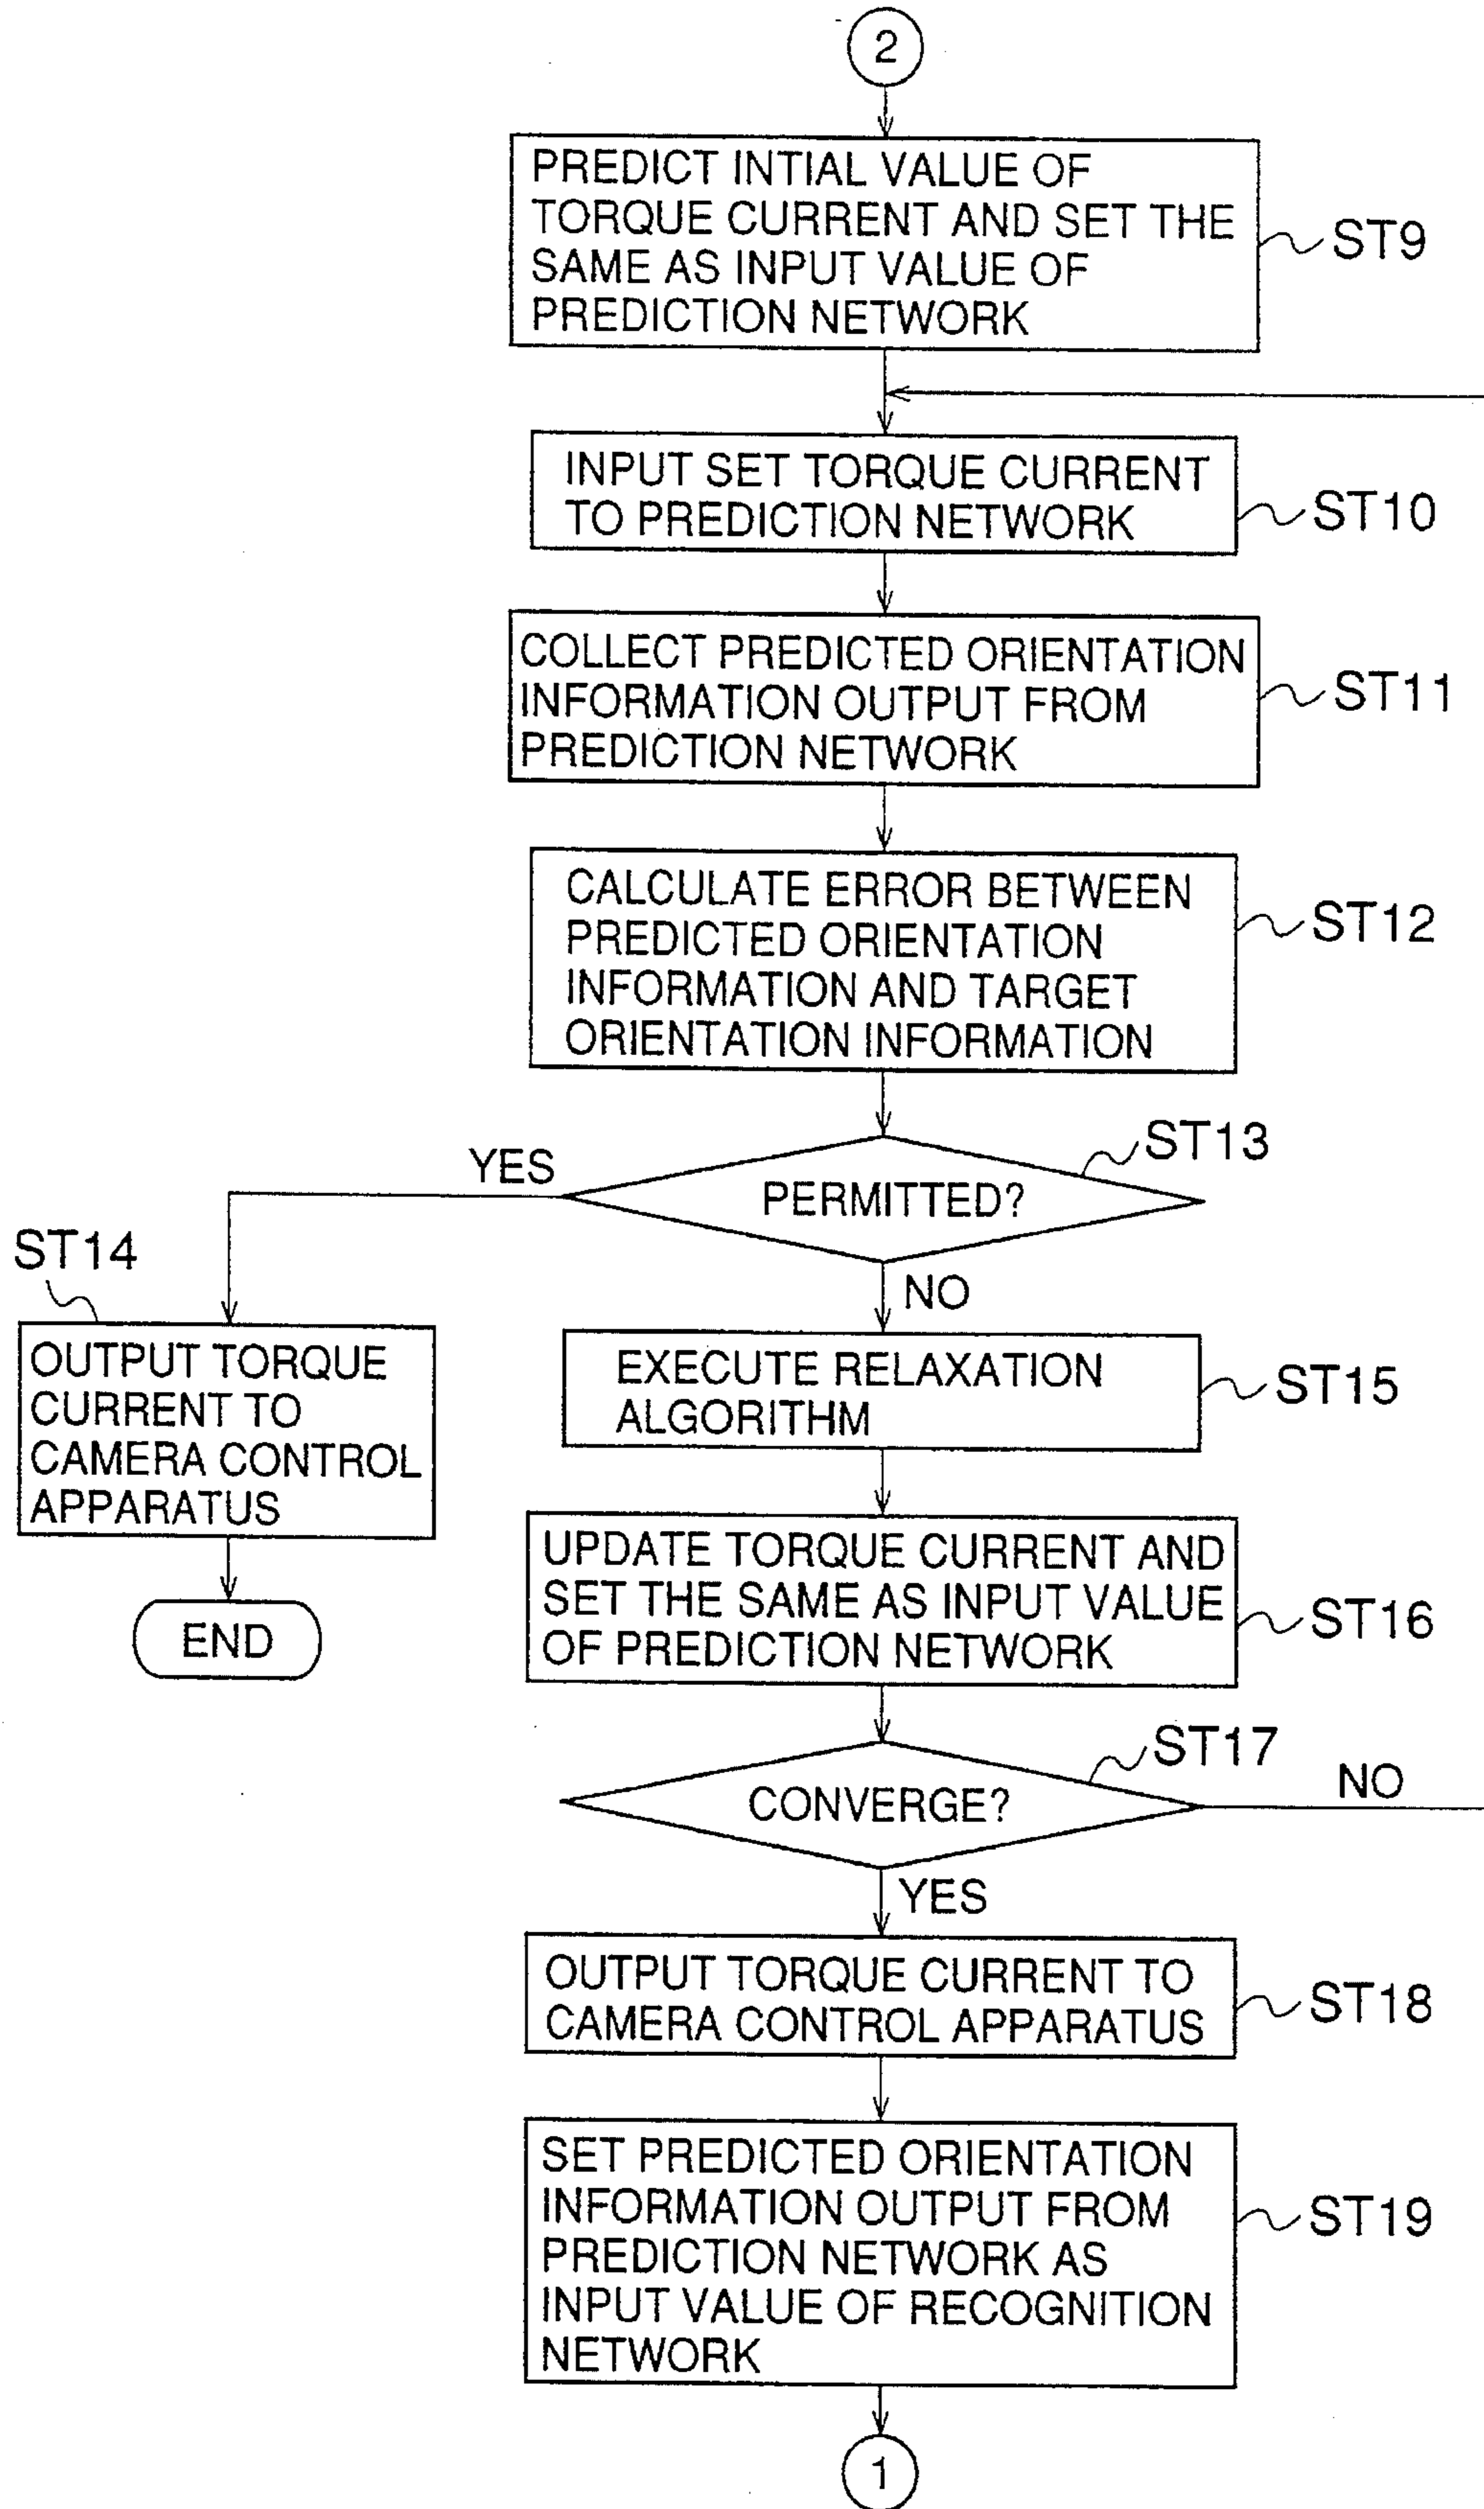 2
PREDICT INTIAL VALUE OF
TORQUE CURRENT AND SET THE
SAME AS INPUT VALUE OF
PREDICTION NETWORK
ST9
INPUT SET TORQUE CURRENT
TO PREDICTION NETWORK
ST10
COLLECT PREDICTED ORIENTATION
INFORMATION OUTPUT FROM
PREDICTION NETWORK
ST11
CALCULATE ERROR BETWEEN
PREDICTED ORIENTATION
INFORMATION AND TARGET
ORIENTATION INFORMATION
ST12
ST13
YES
PERMITTED?
NO
ST14
OUTPUT TORQUE
CURRENT TO
CAMERA CONTROL
APPARATUS
END
EXECUTE RELAXATION
ALGORITHM
ST15
UPDATE TORQUE CURRENT AND
SET THE SAME AS INPUT VALUE
OF PREDICTION NETWORK
ST16
ST17
CONVERGE?
NO
YES
OUTPUT TORQUE CURRENT TO
CAMERA CONTROL APPARATUS
ST18
SET PREDICTED ORIENTATION
INFORMATION OUTPUT FROM
PREDICTION NETWORK AS
INPUT VALUE OF RECOGNITION
NETWORK
ST19
1